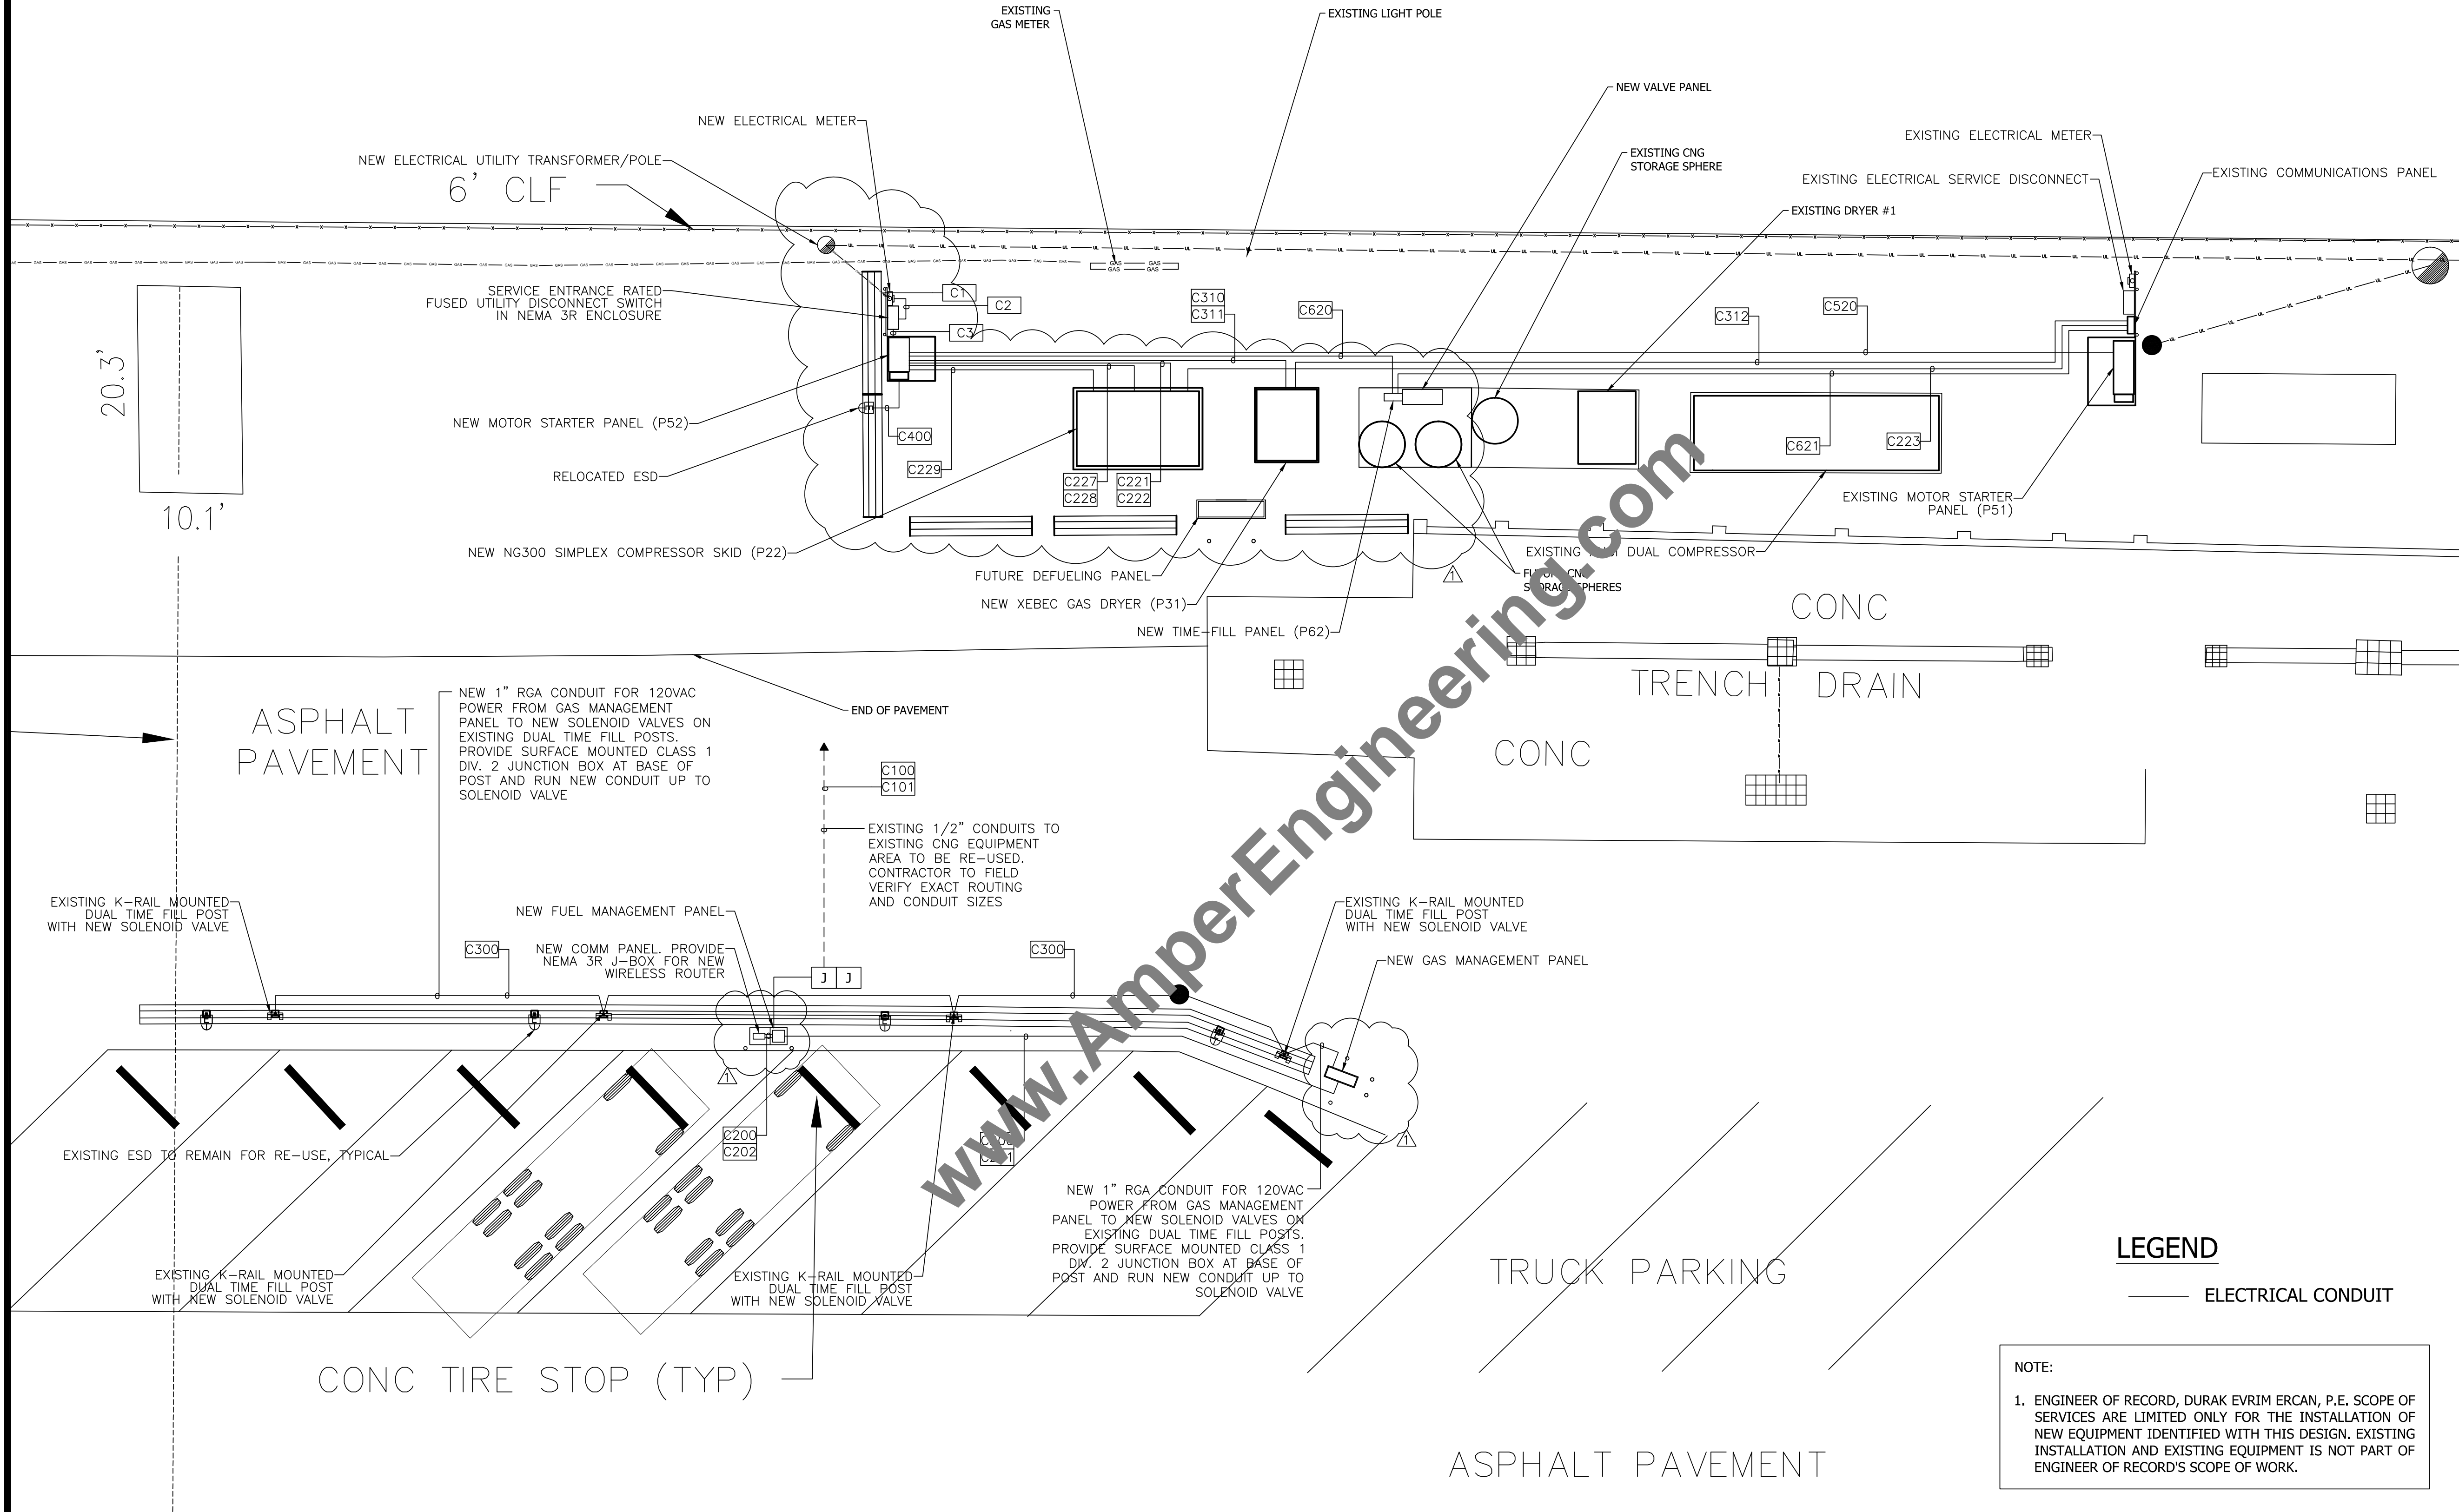 EXISTING
GAS METER
EXISTING LIGHT POLE
NEW VALVE PANEL
NEW ELECTRICAL METER
EXISTING ELECTRICAL METER
NEW ELECTRICAL UTILITY TRANSFORMER/POLE
6' CLF
EXISTING CNG
STORAGE SPHERE
EXISTING ELECTRICAL SERVICE DISCONNECT
EXISTING COMMUNICATIONS PANEL
EXISTING DRYER #1
GAS GAS
GAS GAS
SERVICE ENTRANCE RATED
FUSED UTILITY DISCONNECT SWITCH
IN NEMA 3R ENCLOSURE
C1
C2
C3
C310
C311
C620
C312
C520
20.3'
10.1'
NEW MOTOR STARTER PANEL (P52)
C400
RELOCATED ESD
C229
C227
C228
C221
C222
C621
C223
EXISTING MOTOR STARTER
PANEL (P51)
NEW NG300 SIMPLEX COMPRESSOR SKID (P22)
FUTURE DEFUELING PANEL
NEW XEBEC GAS DRYER (P31)
NEW TIME-FILL PANEL (P62)
1
EXISTING DUAL COMPRESSOR
SPHERES
CONC
TRENCH DRAIN
CONC
END OF PAVEMENT
ASPHALT
PAVEMENT
NEW 1" RGA CONDUIT FOR 120VAC
POWER FROM GAS MANAGEMENT
PANEL TO NEW SOLENOID VALVES ON
EXISTING DUAL TIME FILL POSTS.
PROVIDE SURFACE MOUNTED CLASS 1
DIV. 2 JUNCTION BOX AT BASE OF
POST AND RUN NEW CONDUIT UP TO
SOLENOID VALVE
C100
C101
EXISTING 1/2" CONDUITS TO
EXISTING CNG EQUIPMENT
AREA TO BE RE-USED.
CONTRACTOR TO FIELD
VERIFY EXACT ROUTING
AND CONDUIT SIZES
EXISTING K-RAIL MOUNTED
DUAL TIME FILL POST
WITH NEW SOLENOID VALVE
NEW FUEL MANAGEMENT PANEL
C300
NEW COMM PANEL. PROVIDE
NEMA 3R J-BOX FOR NEW
WIRELESS ROUTER
J J
C300
EXISTING K-RAIL MOUNTED
DUAL TIME FILL POST
WITH NEW SOLENOID VALVE
NEW GAS MANAGEMENT PANEL
1
1
C200
C202
EXISTING ESD TO REMAIN FOR RE-USE, TYPICAL
EXISTING K-RAIL MOUNTED
DUAL TIME FILL POST
WITH NEW SOLENOID VALVE
EXISTING K-RAIL MOUNTED
DUAL TIME FILL POST
WITH NEW SOLENOID VALVE
NEW 1" RGA CONDUIT FOR 120VAC
POWER FROM GAS MANAGEMENT
PANEL TO NEW SOLENOID VALVES ON
EXISTING DUAL TIME FILL POSTS.
PROVIDE SURFACE MOUNTED CLASS 1
DIV. 2 JUNCTION BOX AT BASE OF
POST AND RUN NEW CONDUIT UP TO
SOLENOID VALVE
CONC TIRE STOP (TYP)
TRUCK PARKING
ASPHALT PAVEMENT
www.AmperEngineering.com
LEGEND
ELECTRICAL CONDUIT
NOTE:
1. ENGINEER OF RECORD, DURAK EVRIM ERCAN, P.E. SCOPE OF
SERVICES ARE LIMITED ONLY FOR THE INSTALLATION OF
NEW EQUIPMENT IDENTIFIED WITH THIS DESIGN. EXISTING
INSTALLATION AND EXISTING EQUIPMENT IS NOT PART OF
ENGINEER OF RECORD'S SCOPE OF WORK.